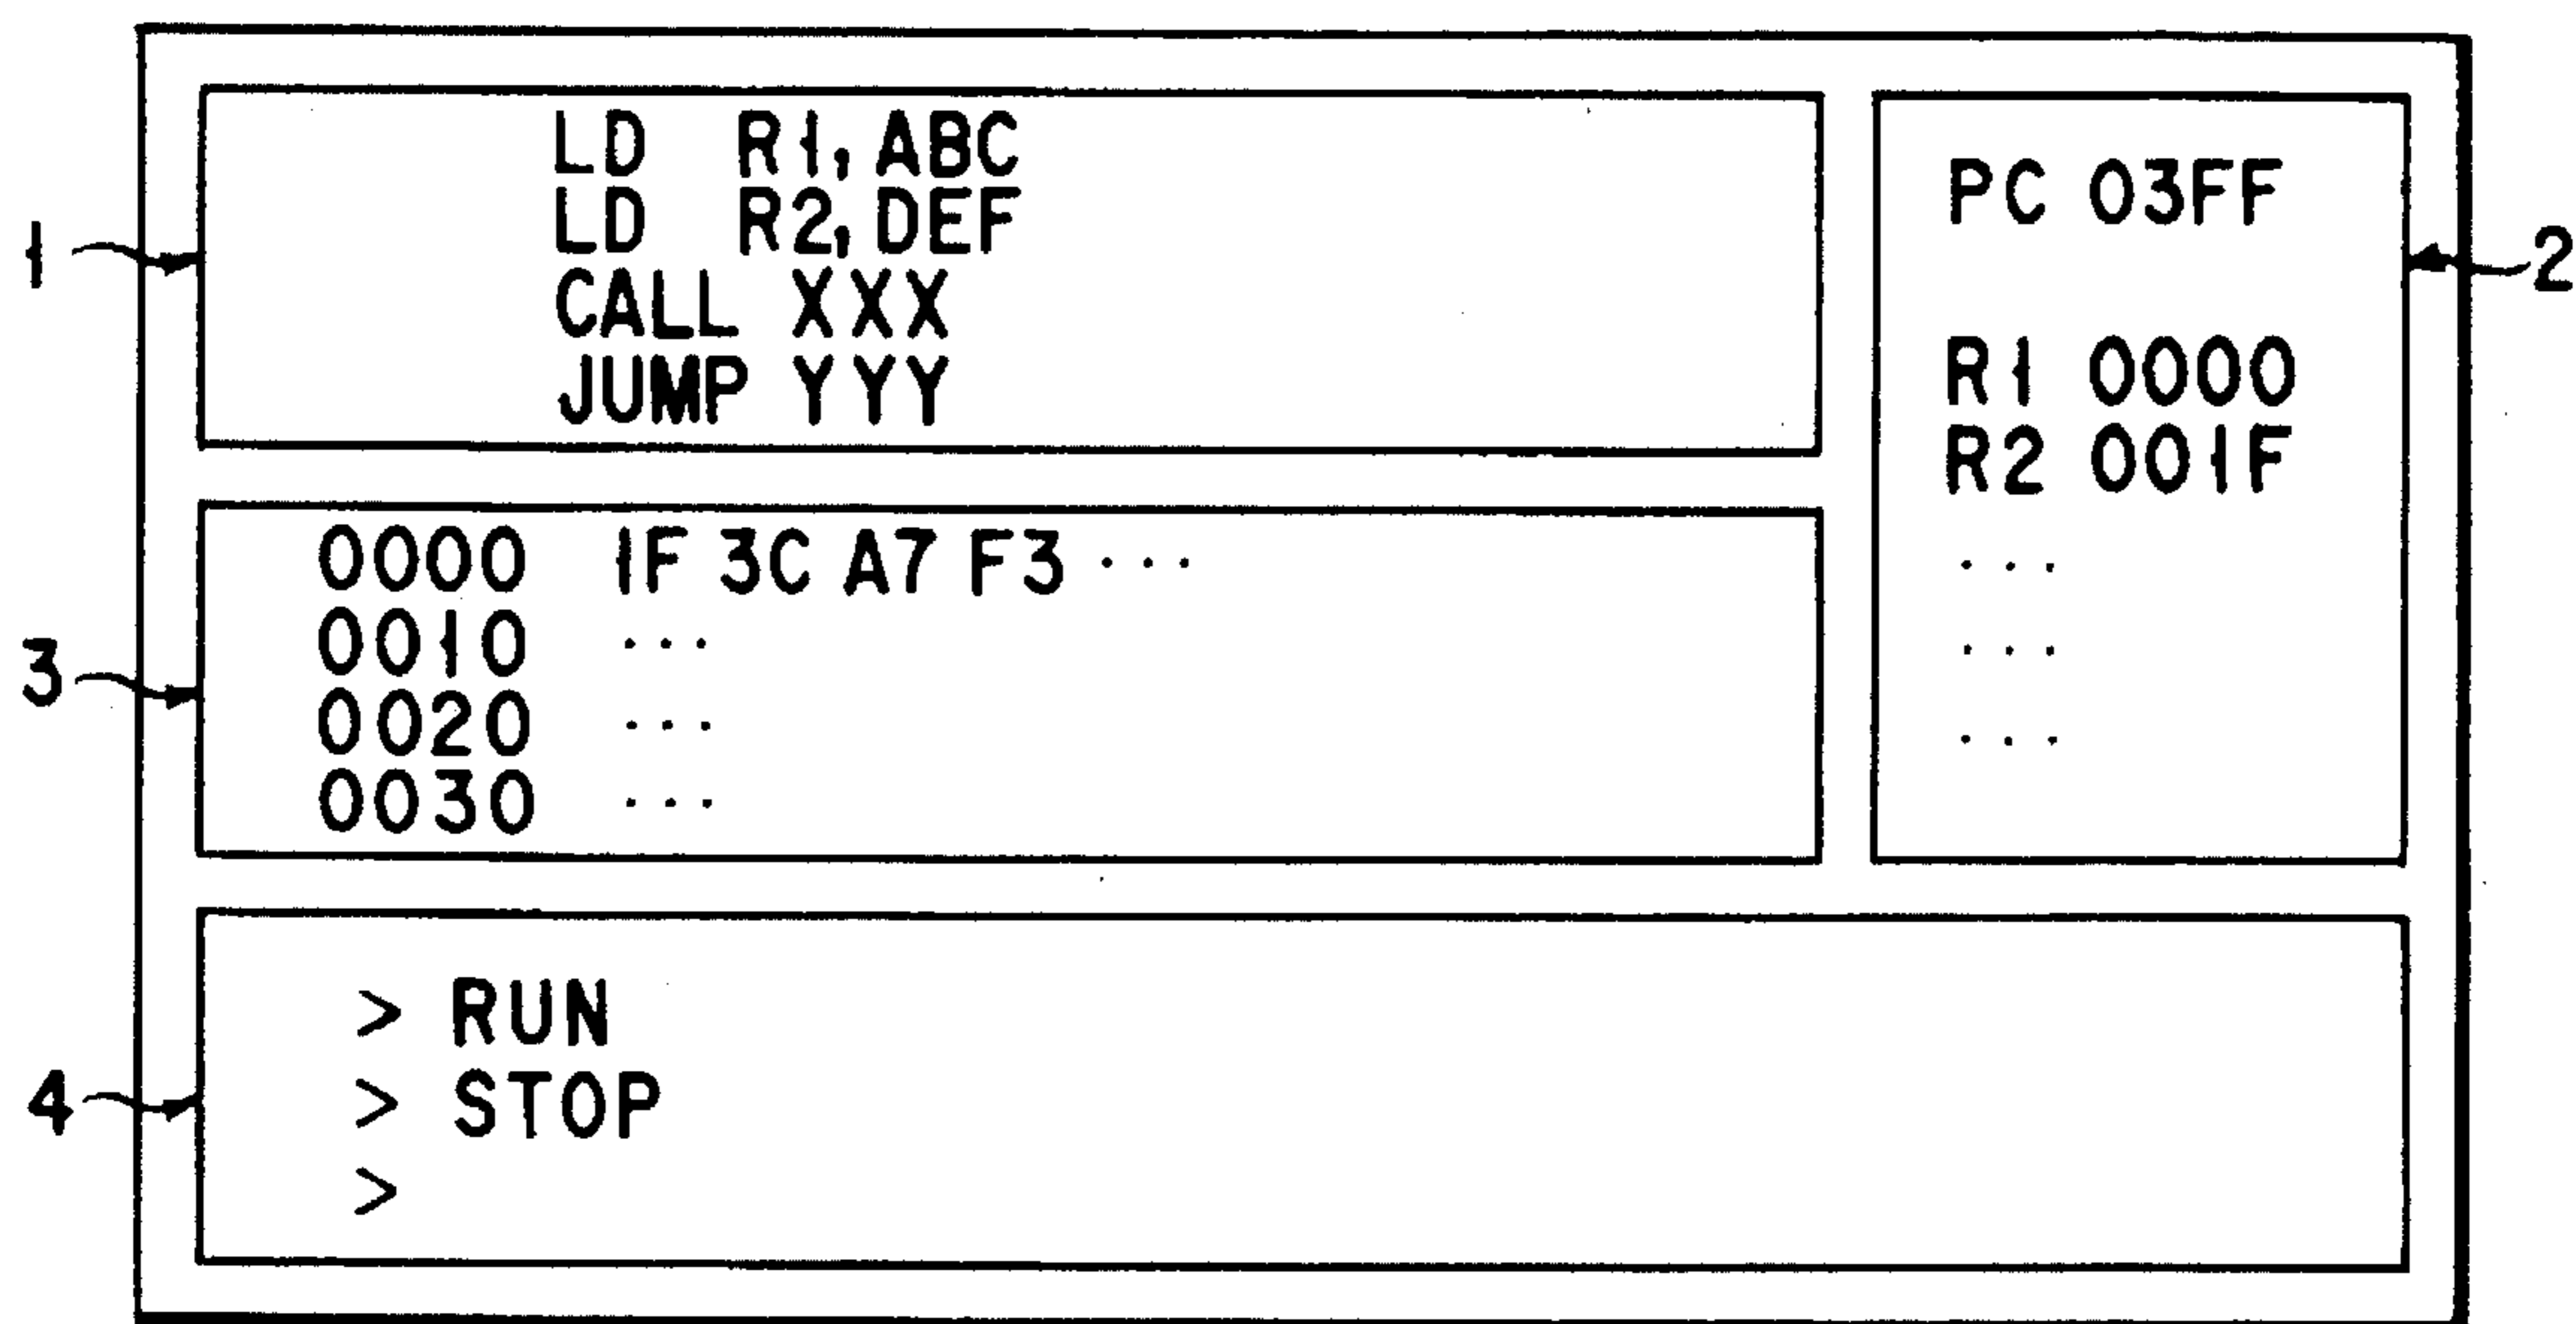 1
LD R1, ABC
LD R2, DEF
CALL XXX
JUMP YYY
2
PC 03FF
R1 0000
R2 001F
...
...
...
3
0000 1F 3C A7 F3 ...
0010 ...
0020 ...
0030 ...
4
> RUN
> STOP
>